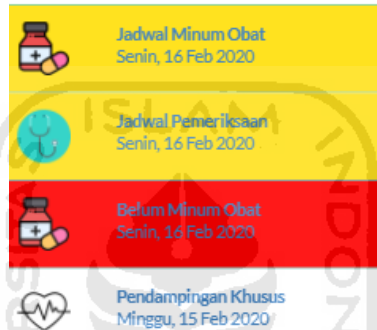 Jadwal Minum Obat
Senin, 16 Feb 2020
ISLAM
Jadwal Pemeriksaan
Senin, 16 Feb 2020
Belum Minum Obat
Senin, 16 Feb 2020
Pendampingan Khusus
Minggu, 15 Feb 2020